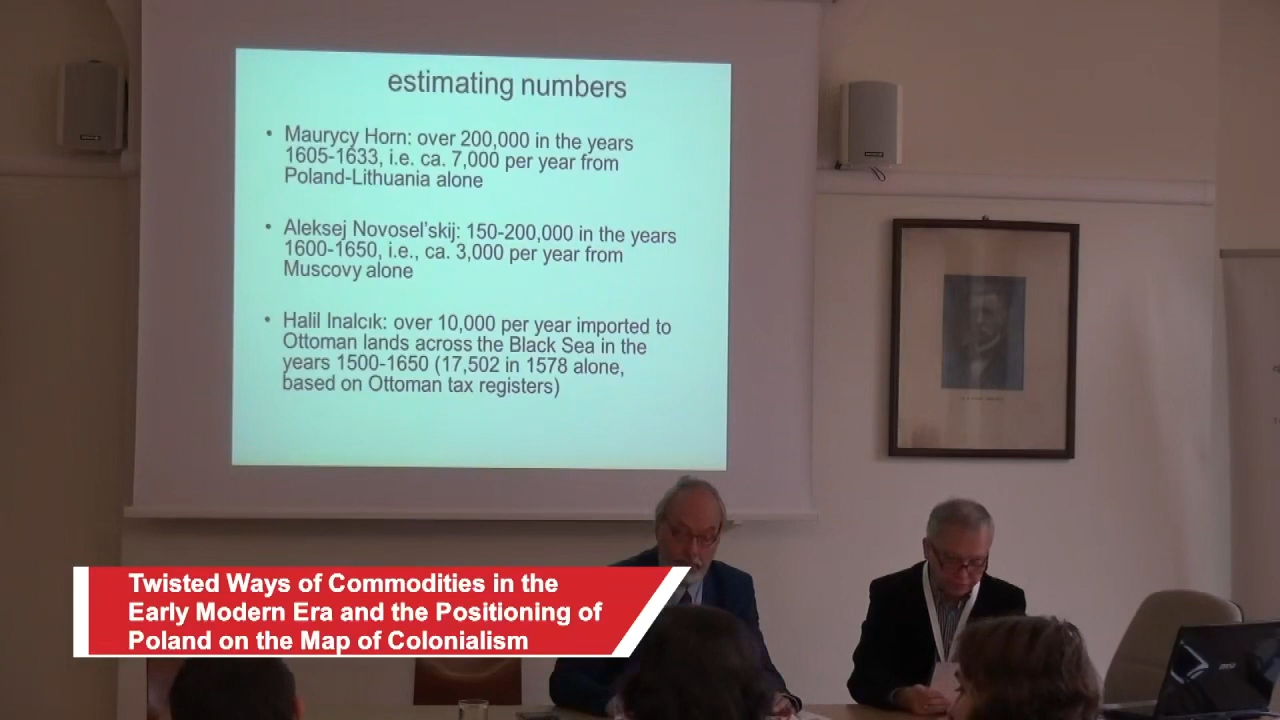 estimating numbers
• Maurycy Horn: over 200,000 in the years
1605-1633, i.e. ca. 7,000 per year from
Poland-Lithuania alone
• Aleksej Novosel'skij: 150-200,000 in the years
1600-1650, i.e., ca. 3,000 per year from
Muscovy alone
• Halil Inalcık: over 10,000 per year imported to
Ottoman lands across the Black Sea in the
years 1500-1650 (17,502 in 1578 alone,
based on Ottoman tax registers)
Twisted Ways of Commodities in the
Early Modern Era and the Positioning of
Poland on the Map of Colonialism
msi